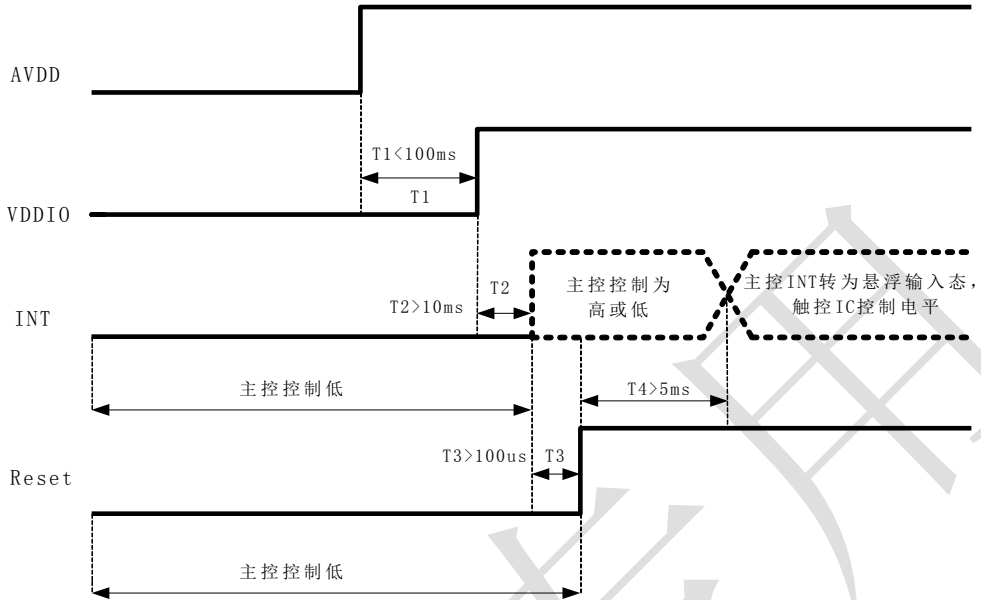 AVDD
T1<100ms
T1
VDDIO
T2
T2>10ms
主控控制为
高或低
主控INT转为悬浮输入态,
触控IC控制电平
INT
主控控制低
T4>5ms
T3>100us
T3
Reset
主控控制低